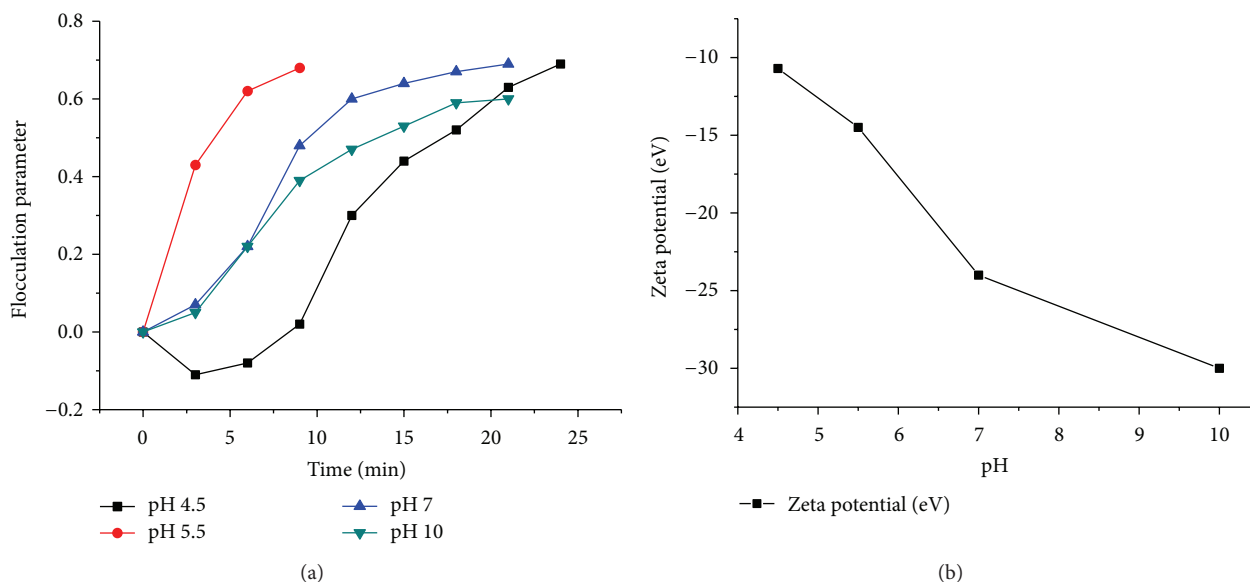 0.8
0.6
0.4
0.2
0.0
−0.2
Flocculation parameter
0 5 10 15 20 25
Time (min)
pH 4.5 pH 7
pH 5.5 pH 10
(a)
−10
−15
−20
−25
−30
Zeta potential (eV)
4 5 6 7 8 9 10
pH
Zeta potential (eV)
(b)